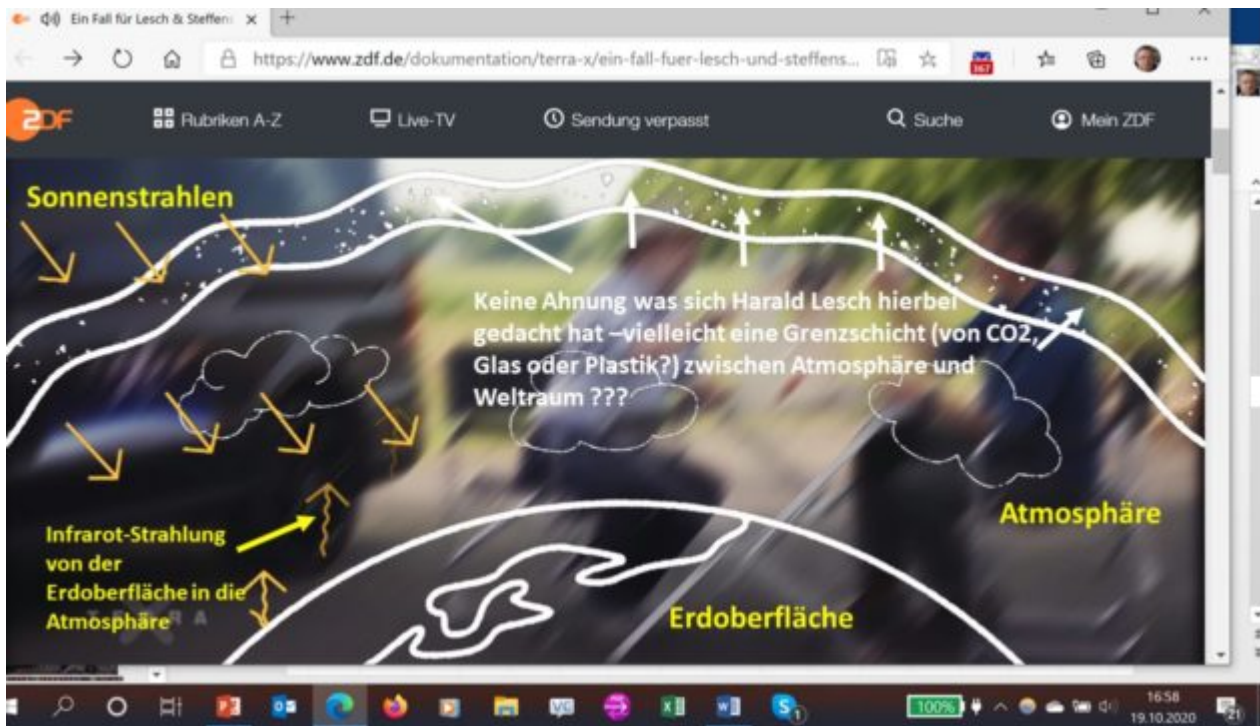 Ein Fall für Lesch & Steffen
https://www.zdf.de/dokumentation/terra-x/ein-fall-fuer-lesch-und-steffens...
367
ZDF
Rubriken A-Z
Live-TV
Sendung verpasst
Suche
Mein ZDF
Sonnenstrahlen
Keine Ahnung was sich Harald Lesch hierbei
gedacht hat –vielleicht eine Grenzschicht (von CO2,
Glas oder Plastik?) zwischen Atmosphäre und
Weltraum ???
Atmosphäre
Infrarot-Strahlung
von der
Erdoberfläche in die
Atmosphäre
Erdoberfläche
100%
16:58
19.10.2020
21